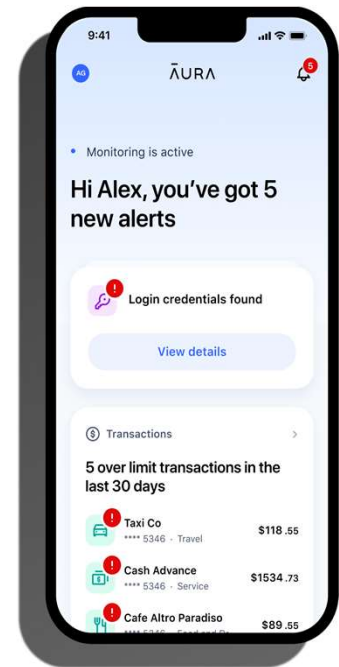 9:41
AG
ĀURΛ
5
Monitoring is active
Hi Alex, you’ve got 5
new alerts
!
Login credentials found
View details
Transactions
5 over limit transactions in the
last 30 days
!
Taxi Co
$118 .55
**** 5346 · Travel
!
Cash Advance
$1534 .73
**** 5346 · Service
!
Cafe Altro Paradiso
$89 .55